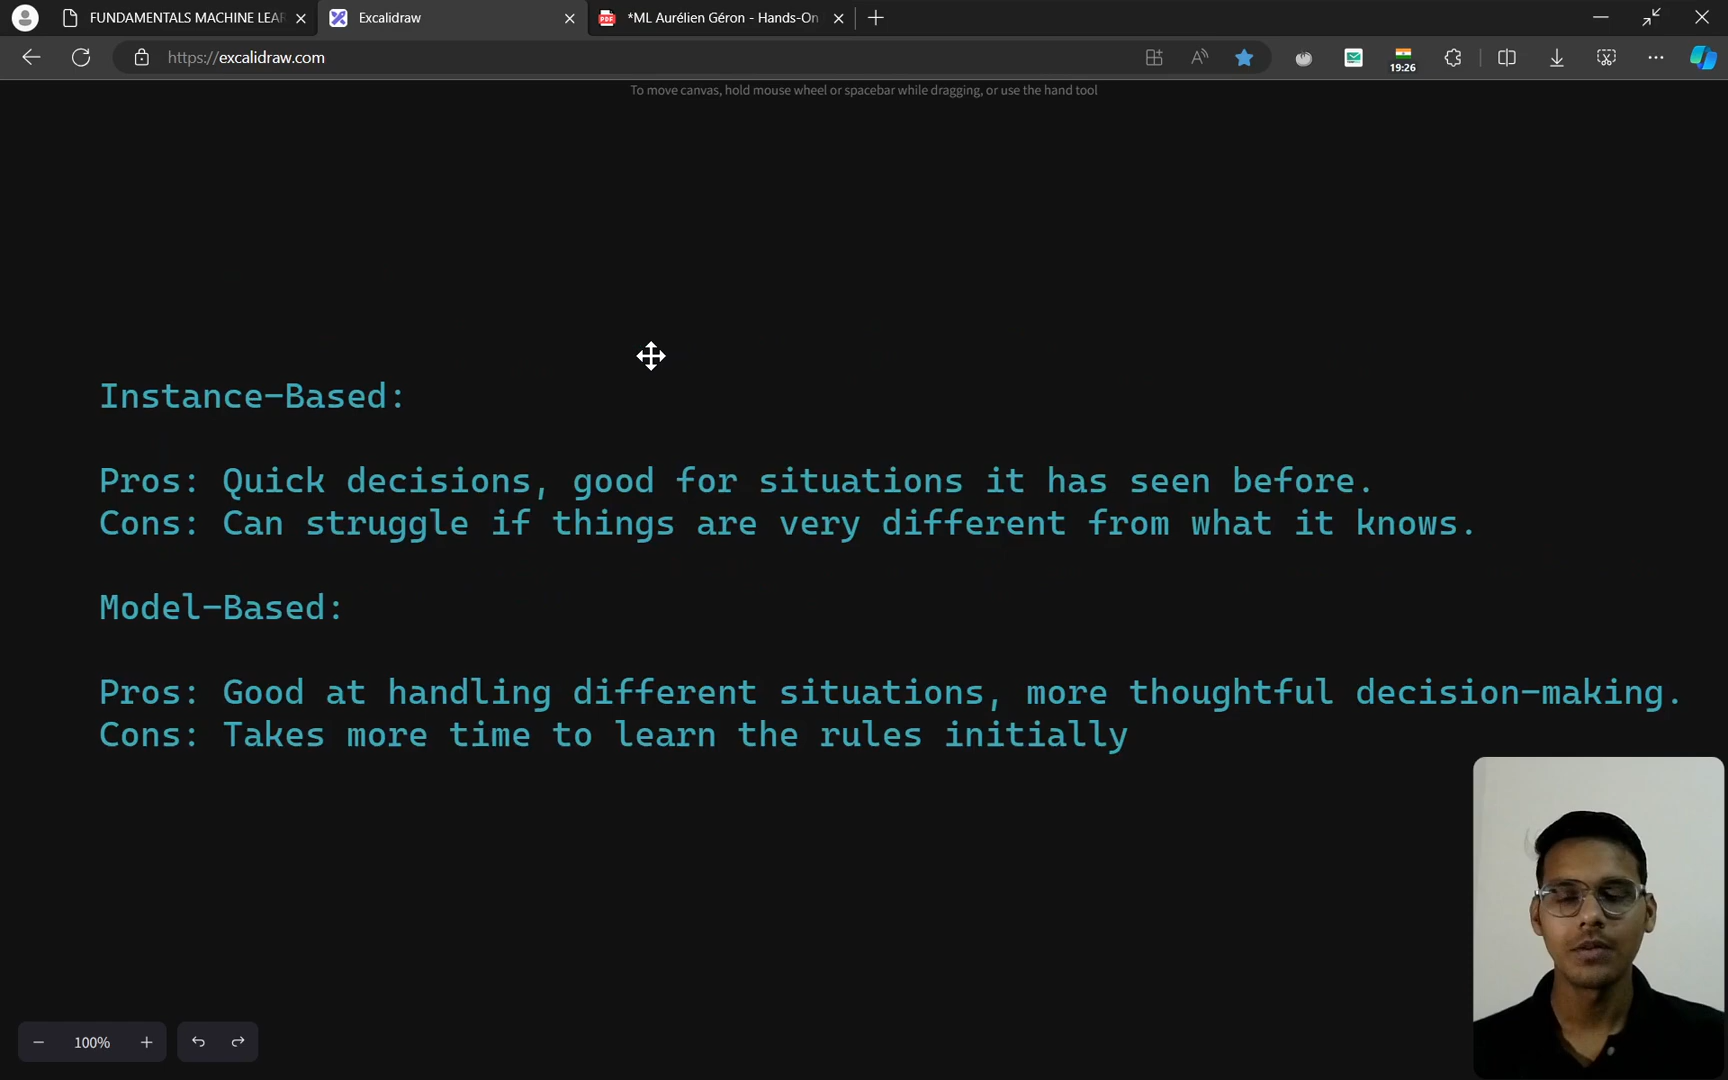 FUNDAMENTALS MACHINE LEAR
Excalidraw
PDF
*ML Aurélien Géron - Hands-On
https://excalidraw.com
19:26
To move canvas, hold mouse wheel or spacebar while dragging, or use the hand tool
Instance-Based:
Pros: Quick decisions, good for situations it has seen before.
Cons: Can struggle if things are very different from what it knows.
Model-Based:
Pros: Good at handling different situations, more thoughtful decision-making.
Cons: Takes more time to learn the rules initially
100%